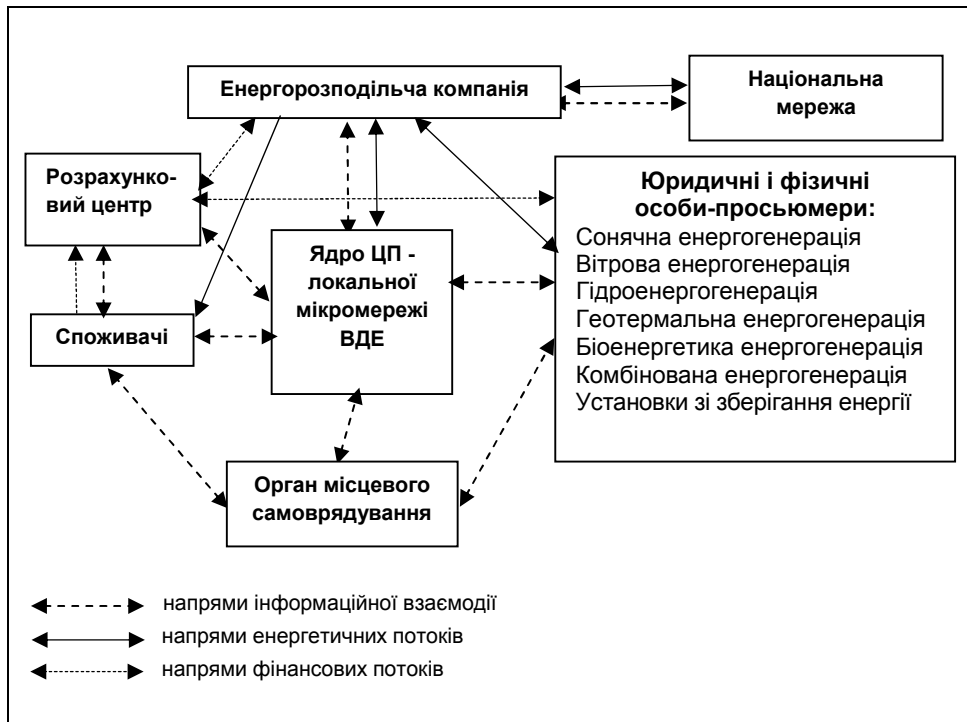 Енергорозподільча компанія
Національна
мережа
Розрахунко-
вий центр
Юридичні і фізичні
особи-просьюмери:
Сонячна енергогенерація
Вітрова енергогенерація
Гідроенергогенерація
Геотермальна енергогенерація
Біоенергетика енергогенерація
Комбінована енергогенерація
Установки зі зберігання енергії
Ядро ЦП -
локальної
мікромережі
ВДЕ
Споживачі
Орган місцевого
самоврядування
напрями інформаційної взаємодії
напрями енергетичних потоків
напрями фінансових потоків